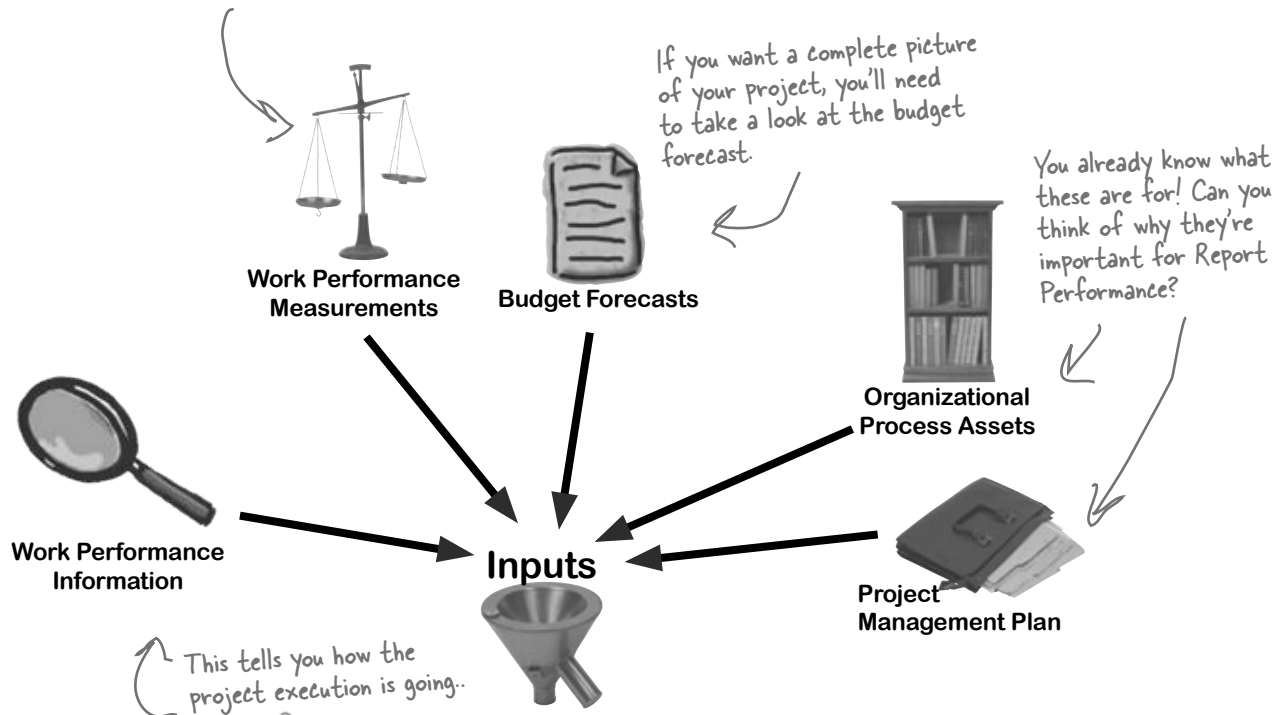 If you want a complete picture
of your project, you'll need
to take a look at the budget
forecast.
You already know what
these are for! Can you
think of why they're
important for Report
Performance?
Work Performance
Measurements
Budget Forecasts
Organizational
Process Assets
Work Performance
Information
Inputs
Project
Management Plan
This tells you how the
project execution is going..